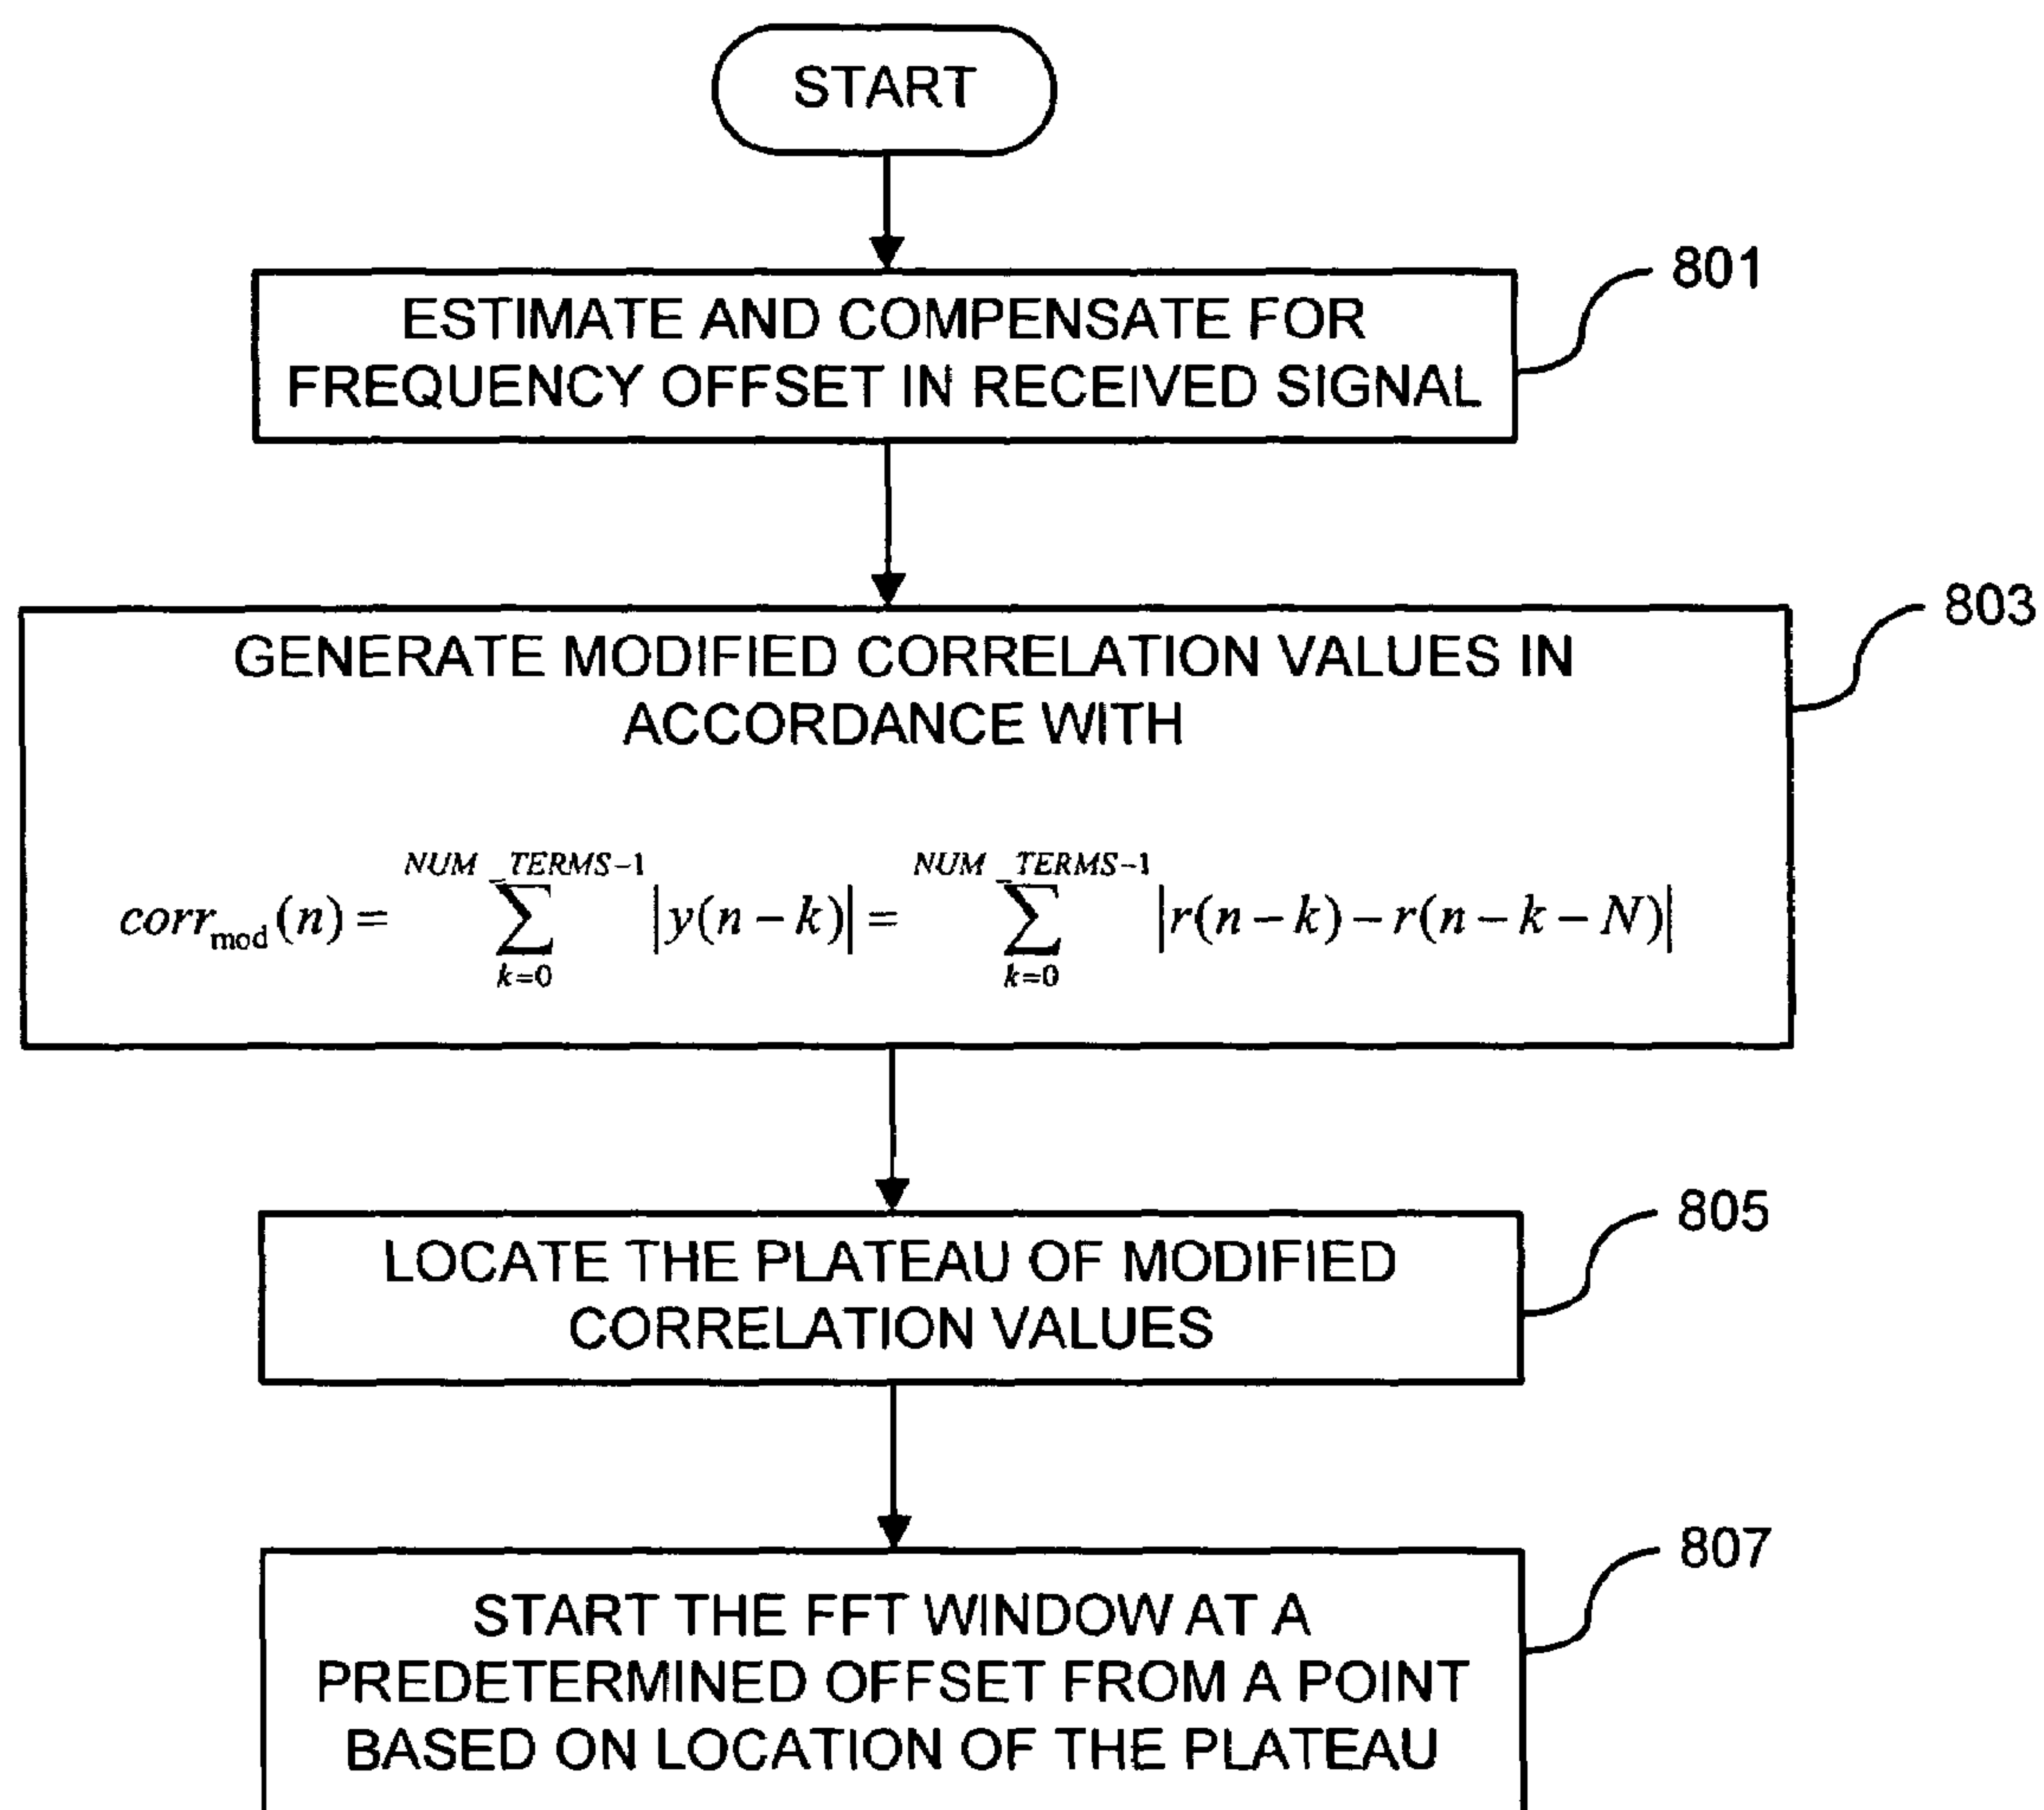 START
801
ESTIMATE AND COMPENSATE FOR
FREQUENCY OFFSET IN RECEIVED SIGNAL
803
GENERATE MODIFIED CORRELATION VALUES IN
ACCORDANCE WITH
corr_mod(n) = ∑_{k=0}^{NUM_TERMS−1} |y(n − k)| = ∑_{k=0}^{NUM_TERMS−1} |r(n − k) − r(n − k − N)|
805
LOCATE THE PLATEAU OF MODIFIED
CORRELATION VALUES
807
START THE FFT WINDOW AT A
PREDETERMINED OFFSET FROM A POINT
BASED ON LOCATION OF THE PLATEAU